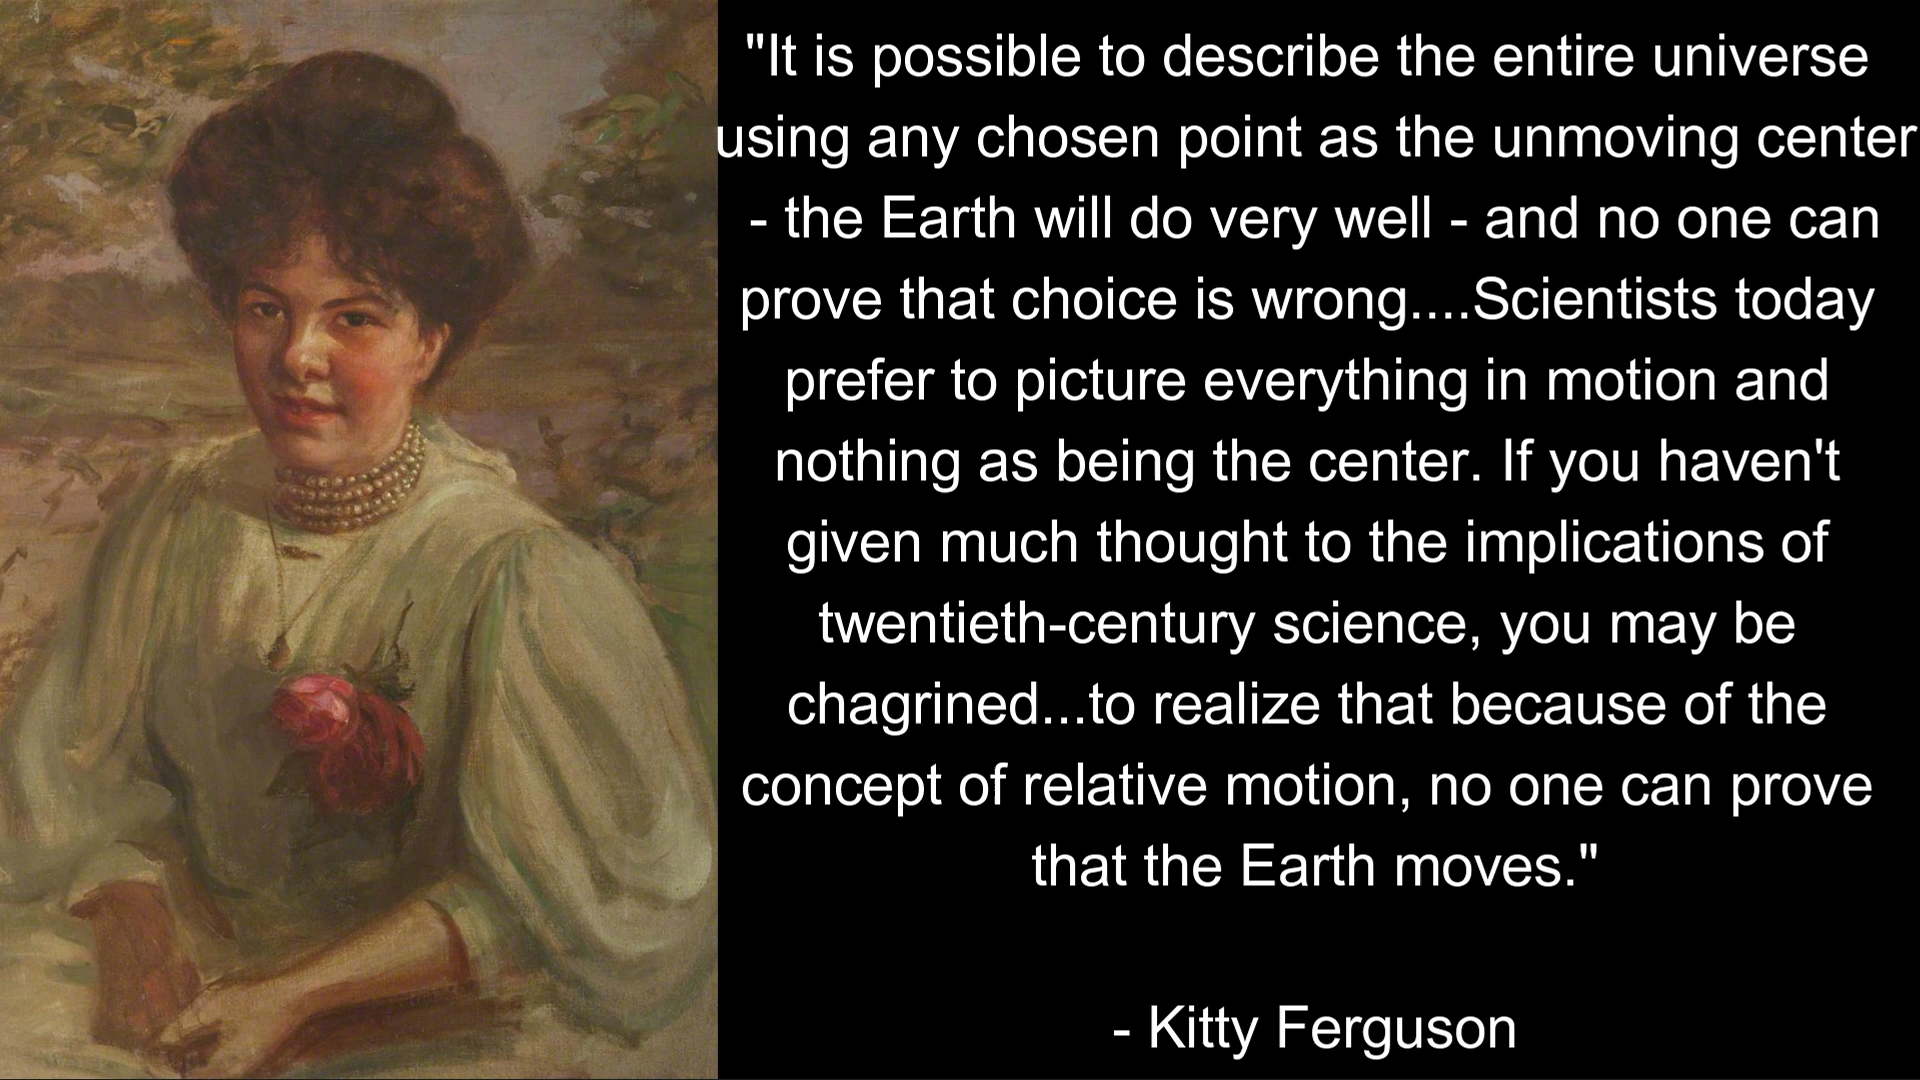 "It is possible to describe the entire universe
using any chosen point as the unmoving center
- the Earth will do very well - and no one can
prove that choice is wrong....Scientists today
prefer to picture everything in motion and
nothing as being the center. If you haven't
given much thought to the implications of
twentieth-century science, you may be
chagrined...to realize that because of the
concept of relative motion, no one can prove
that the Earth moves."
- Kitty Ferguson